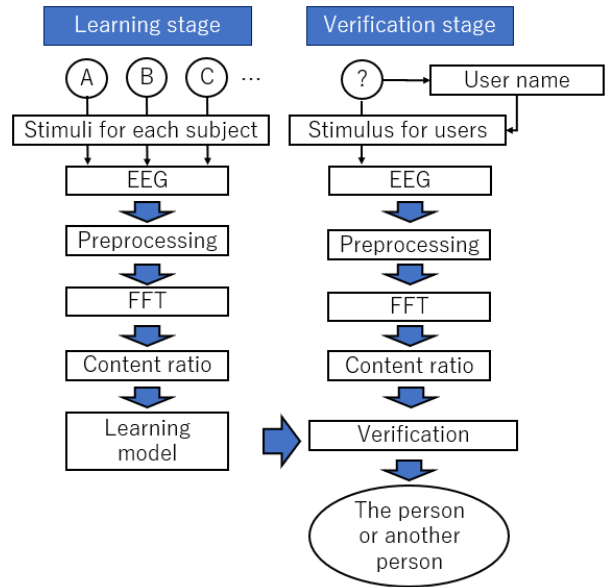 Learning stage
A B C …
Stimuli for each subject
EEG
Preprocessing
FFT
Content ratio
Learning
model
Verification stage
?
User name
Stimulus for users
EEG
Preprocessing
FFT
Content ratio
Verification
The person
or another
person